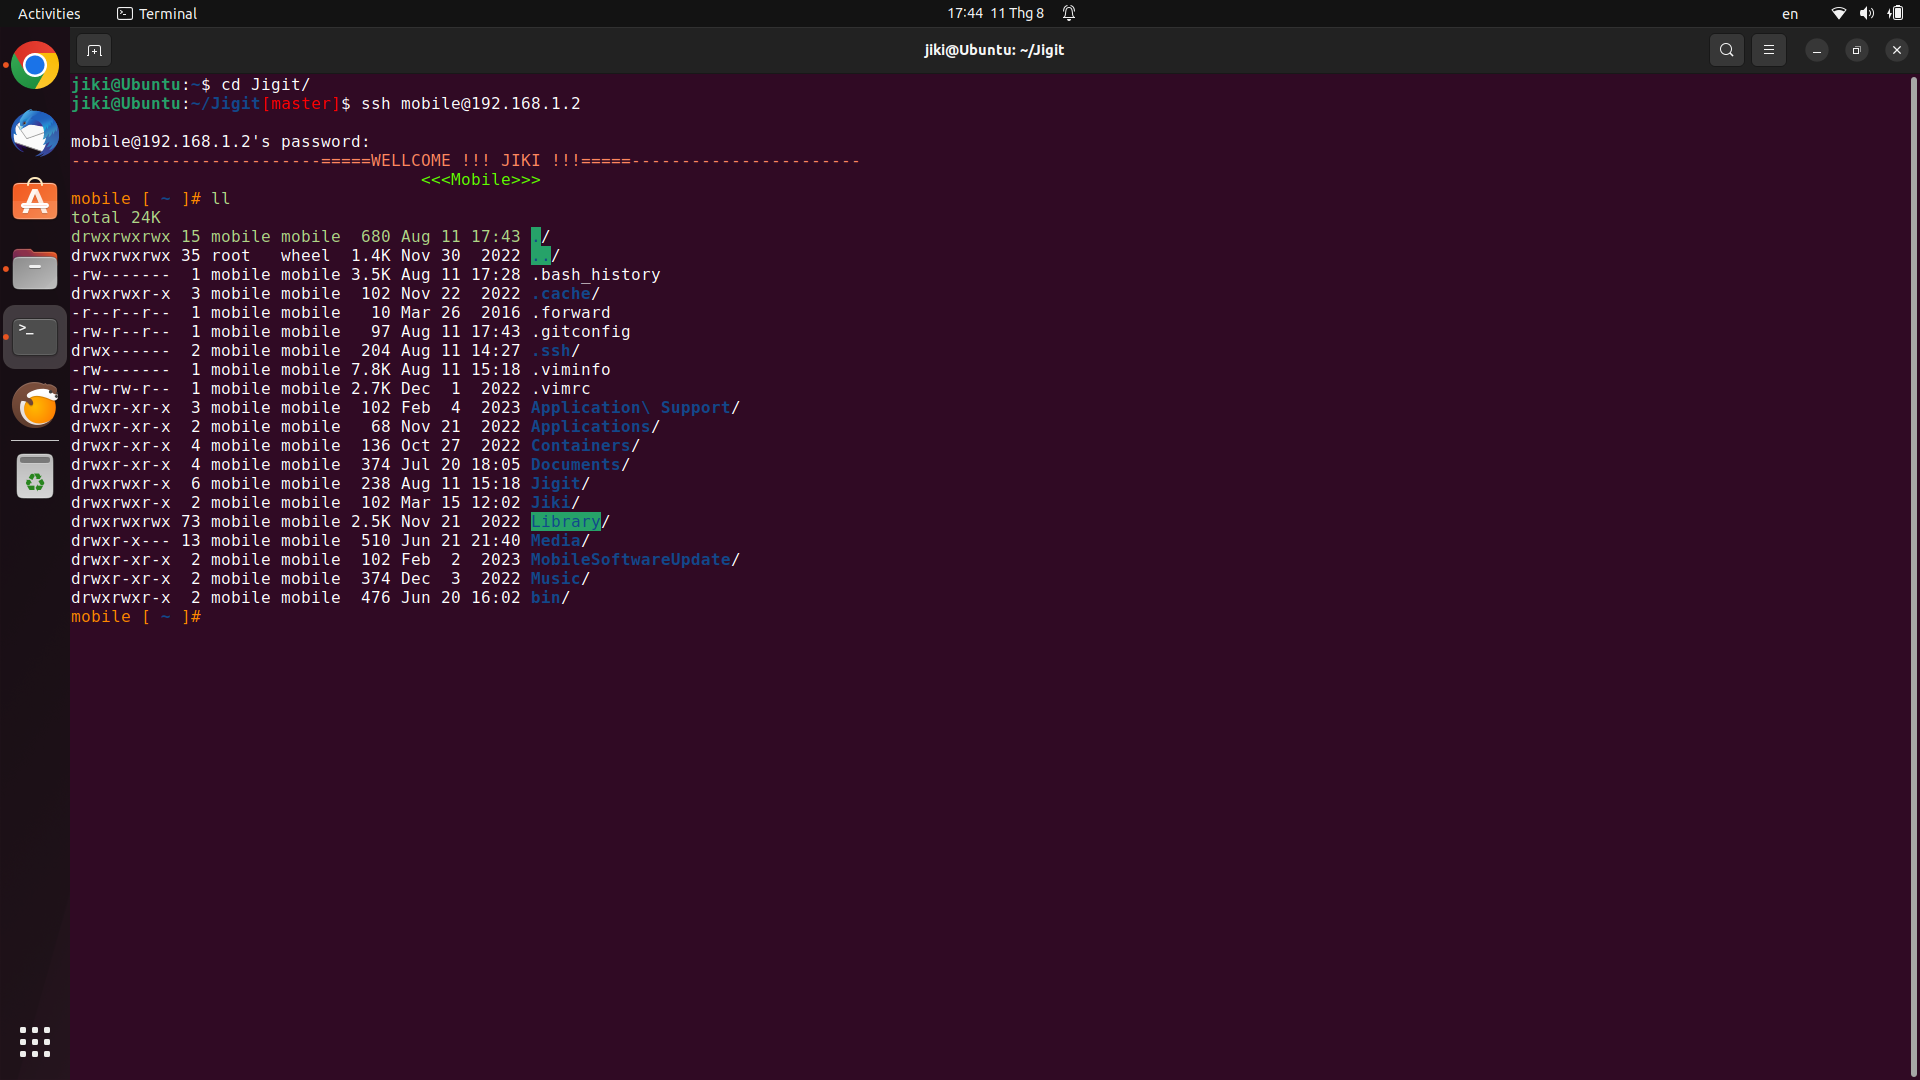 Activities Terminal 17:44 11 Thg 8 en
jiki@Ubuntu: ~/Jigit
jiki@Ubuntu:~$ cd Jigit/
jiki@Ubuntu:~/Jigit[master]$ ssh mobile@192.168.1.2
mobile@192.168.1.2's password:
-------------------------=====WELLCOME !!! JIKI !!!=====-----------------------
<<<Mobile>>>
mobile [ ~ ]# ll
total 24K
drwxrwxrwx 15 mobile mobile  680 Aug 11 17:43 ./
drwxrwxrwx 35 root   wheel  1.4K Nov 30  2022 ../
-rw-------  1 mobile mobile 3.5K Aug 11 17:28 .bash_history
drwxrwxr-x  3 mobile mobile  102 Nov 22  2022 .cache/
-r--r--r--  1 mobile mobile   10 Mar 26  2016 .forward
-rw-r--r--  1 mobile mobile   97 Aug 11 17:43 .gitconfig
drwx------  2 mobile mobile  204 Aug 11 14:27 .ssh/
-rw-------  1 mobile mobile 7.8K Aug 11 15:18 .viminfo
-rw-rw-r--  1 mobile mobile 2.7K Dec  1  2022 .vimrc
drwxr-xr-x  3 mobile mobile  102 Feb  4  2023 Application\ Support/
drwxr-xr-x  2 mobile mobile   68 Nov 21  2022 Applications/
drwxr-xr-x  4 mobile mobile  136 Oct 27  2022 Containers/
drwxr-xr-x  4 mobile mobile  374 Jul 20 18:05 Documents/
drwxr-xr-x  6 mobile mobile  238 Aug 11 15:18 Jigit/
drwxrwxr-x  2 mobile mobile  102 Mar 15 12:02 Jiki/
drwxrwxrwx 73 mobile mobile 2.5K Nov 21  2022 Library/
drwxr-x--- 13 mobile mobile  510 Jun 21 21:40 Media/
drwxr-xr-x  2 mobile mobile  102 Feb  2  2023 MobileSoftwareUpdate/
drwxr-xr-x  2 mobile mobile  374 Dec  3  2022 Music/
drwxrwxr-x  2 mobile mobile  476 Jun 20 16:02 bin/
mobile [ ~ ]#